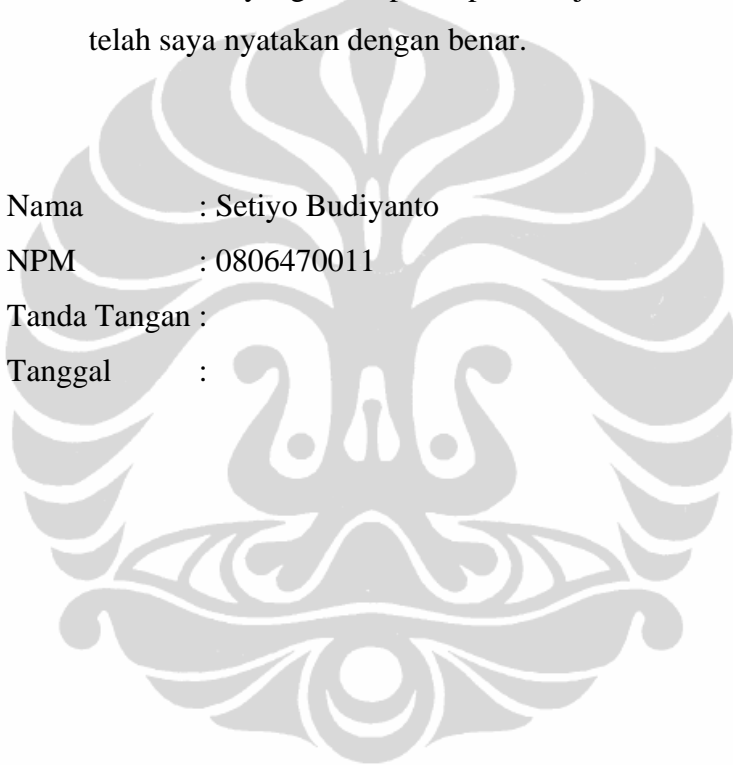 telah saya nyatakan dengan benar.
Nama : Setiyo Budiyanto
NPM : 0806470011
Tanda Tangan :
Tanggal :